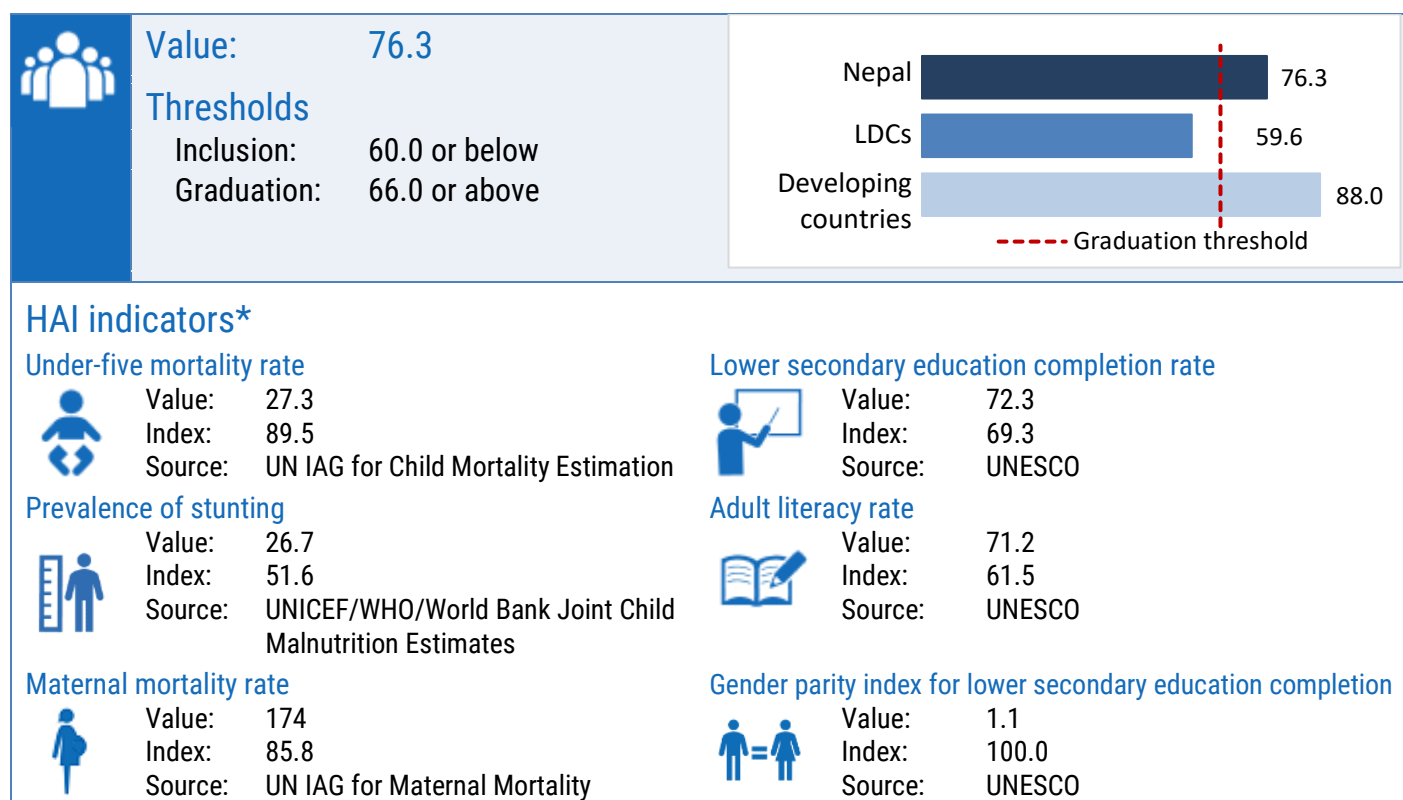 Value: 76.3
Thresholds
Inclusion: 60.0 or below
Graduation: 66.0 or above
Nepal 76.3
LDCs 59.6
Developing
countries 88.0
Graduation threshold
HAI indicators*
Under-five mortality rate
Value: 27.3
Index: 89.5
Source: UN IAG for Child Mortality Estimation
Prevalence of stunting
Value: 26.7
Index: 51.6
Source: UNICEF/WHO/World Bank Joint Child
Malnutrition Estimates
Maternal mortality rate
Value: 174
Index: 85.8
Source: UN IAG for Maternal Mortality
Lower secondary education completion rate
Value: 72.3
Index: 69.3
Source: UNESCO
Adult literacy rate
Value: 71.2
Index: 61.5
Source: UNESCO
Gender parity index for lower secondary education completion
Value: 1.1
Index: 100.0
Source: UNESCO